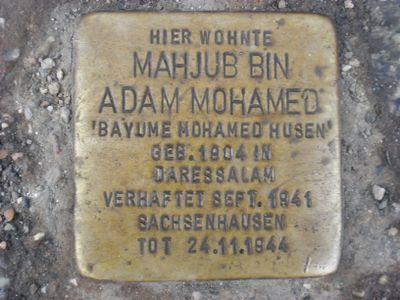 HIER WOHNTE
MAHJUB BIN
ADAM MOHAMED
'BAYUME MOHAMED HUSEN'
GEB. 1904 IN
DARESSALAM
VERHAFTET SEPT. 1941
SACHSENHAUSEN
TOT 24.11.1944